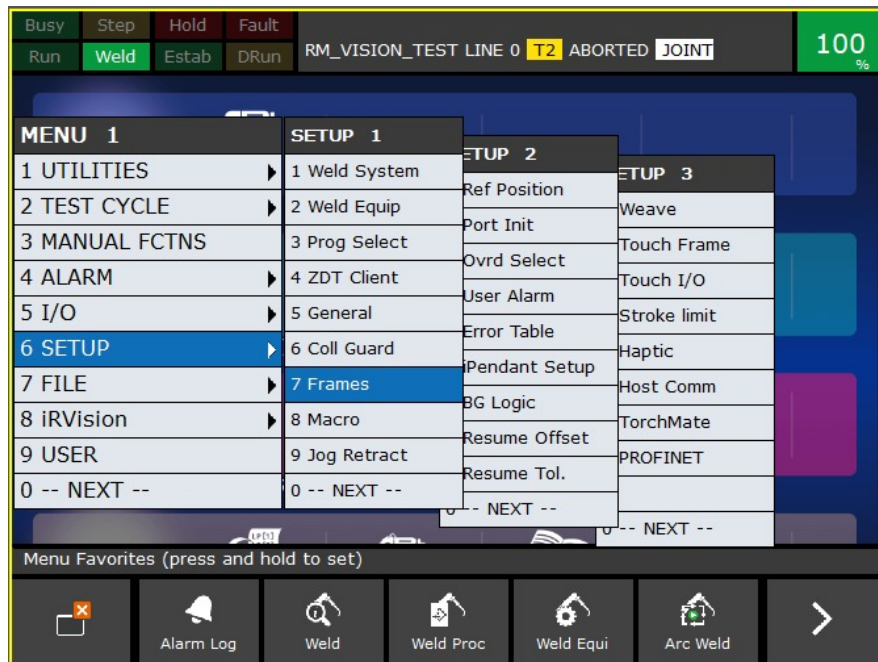 Busy Step Hold Fault
Run Weld Estab DRun
RM_VISION_TEST LINE 0 T2 ABORTED JOINT
100
%
MENU 1
1 UTILITIES
2 TEST CYCLE
3 MANUAL FCTNS
4 ALARM
5 I/O
6 SETUP
7 FILE
8 iRVision
9 USER
0 -- NEXT --
SETUP 1
1 Weld System
2 Weld Equip
3 Prog Select
4 ZDT Client
5 General
6 Coll Guard
7 Frames
8 Macro
9 Jog Retract
0 -- NEXT --
ETUP 2
Ref Position
Port Init
Ovrd Select
User Alarm
Error Table
iPendant Setup
BG Logic
Resume Offset
Resume Tol.
0 -- NEXT --
ETUP 3
Weave
Touch Frame
Touch I/O
Stroke limit
Haptic
Host Comm
TorchMate
PROFINET
0 -- NEXT --
Menu Favorites (press and hold to set)
Alarm Log
Weld
Weld Proc
Weld Equi
Arc Weld